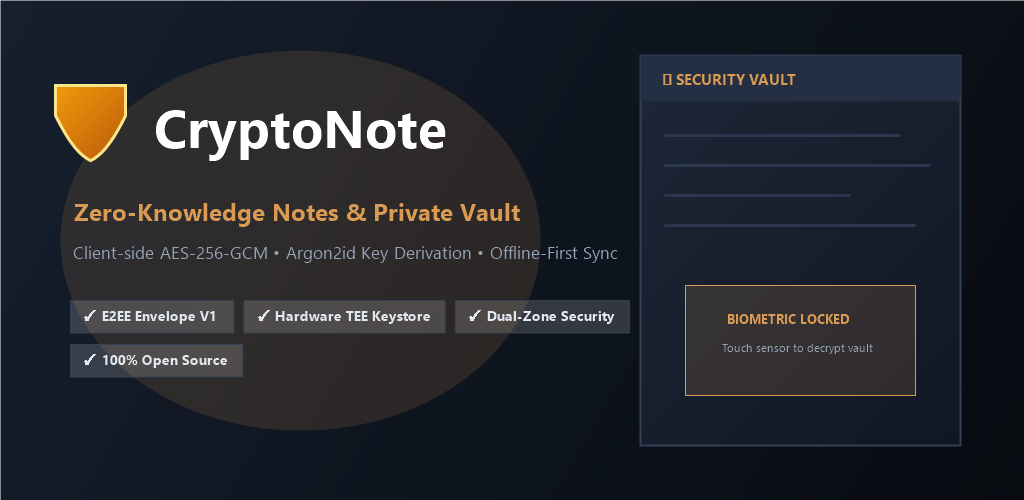 CryptoNote
Zero-Knowledge Notes & Private Vault
Client-side AES-256-GCM • Argon2id Key Derivation • Offline-First Sync
✓ E2EE Envelope V1
✓ Hardware TEE Keystore
✓ Dual-Zone Security
✓ 100% Open Source
SECURITY VAULT
BIOMETRIC LOCKED
Touch sensor to decrypt vault